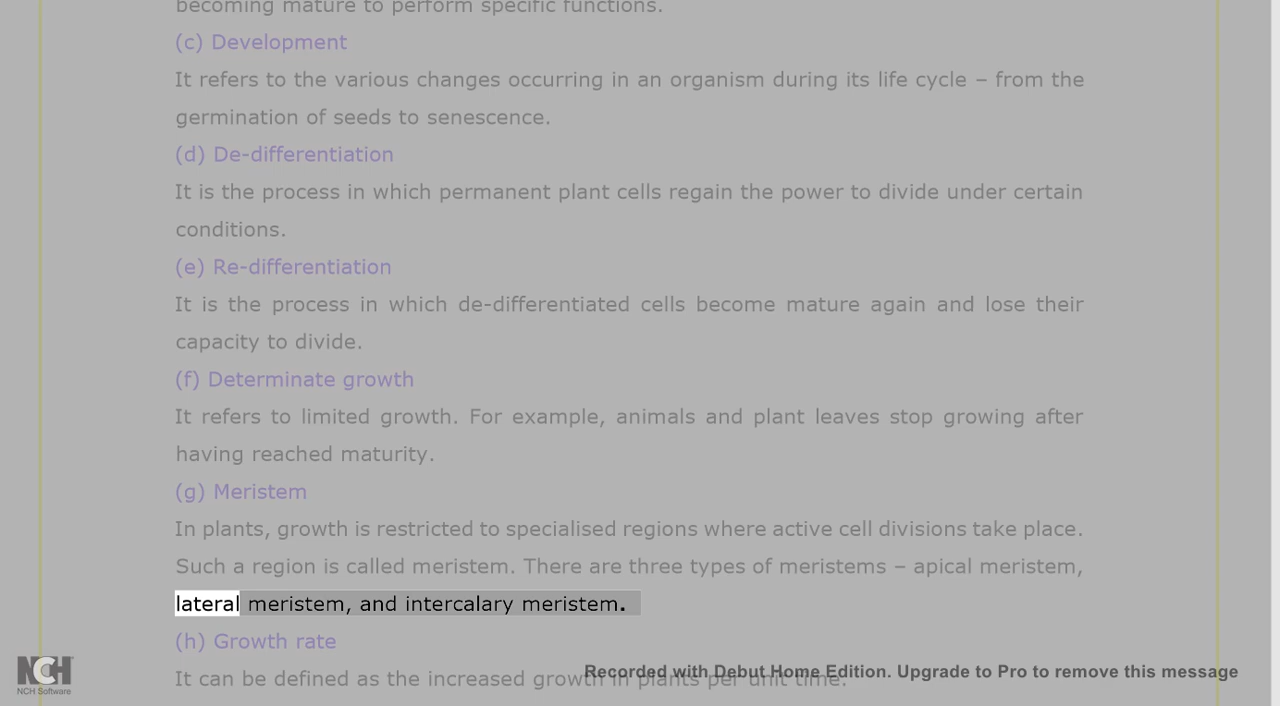 becoming mature to perform specific functions.
(c) Development
It refers to the various changes occurring in an organism during its life cycle – from the
germination of seeds to senescence.
(d) De-differentiation
It is the process in which permanent plant cells regain the power to divide under certain
conditions.
(e) Re-differentiation
It is the process in which de-differentiated cells become mature again and lose their
capacity to divide.
(f) Determinate growth
It refers to limited growth. For example, animals and plant leaves stop growing after
having reached maturity.
(g) Meristem
In plants, growth is restricted to specialised regions where active cell divisions take place.
Such a region is called meristem. There are three types of meristems – apical meristem,
lateral meristem, and intercalary meristem.
(h) Growth rate
It can be defined as the increased growth in plants per unit time.
Recorded with Debut Home Edition. Upgrade to Pro to remove this message
NCH
NCH Software